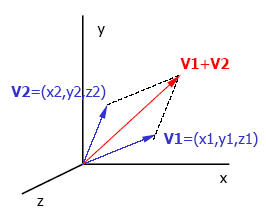 y
V1+V2
V2=(x2,y2,z2)
V1=(x1,y1,z1)
x
z